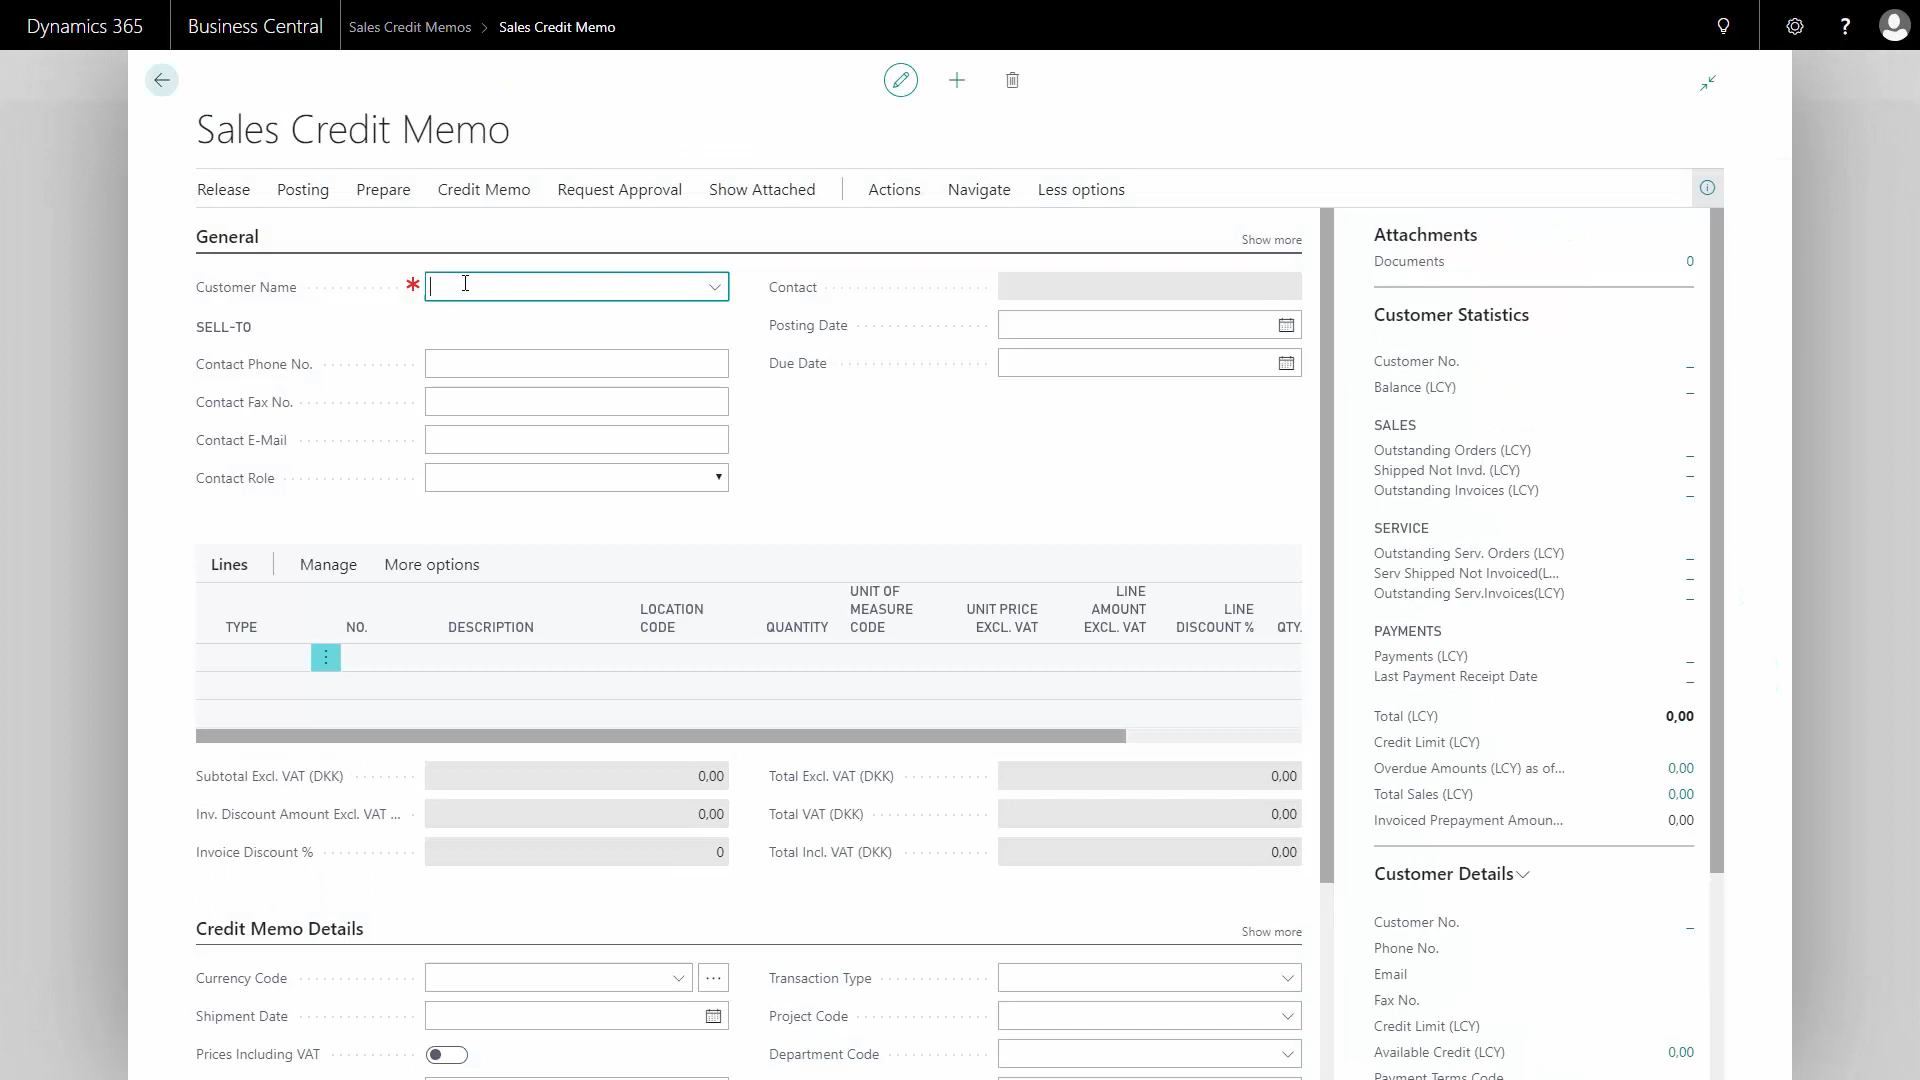 Dynamics 365
Business Central
Sales Credit Memos > Sales Credit Memo
?
Sales Credit Memo
Release Posting Prepare Credit Memo Request Approval Show Attached Actions Navigate Less options
General
Show more
Customer Name *
SELL-TO
Contact Phone No.
Contact Fax No.
Contact E-Mail
Contact Role
Contact
Posting Date
Due Date
Lines Manage More options
TYPE
NO.
DESCRIPTION
LOCATION
CODE
QUANTITY
UNIT OF
MEASURE
CODE
UNIT PRICE
EXCL. VAT
LINE
AMOUNT
EXCL. VAT
LINE
DISCOUNT %
QTY.
Subtotal Excl. VAT (DKK) 0,00
Inv. Discount Amount Excl. VAT ... 0,00
Invoice Discount % 0
Total Excl. VAT (DKK) 0,00
Total VAT (DKK) 0,00
Total Incl. VAT (DKK) 0,00
Credit Memo Details
Show more
Currency Code
Shipment Date
Prices Including VAT
Transaction Type
Project Code
Department Code
Attachments
Documents 0
Customer Statistics
Customer No. _
Balance (LCY) _
SALES
Outstanding Orders (LCY) _
Shipped Not Invd. (LCY) _
Outstanding Invoices (LCY) _
SERVICE
Outstanding Serv. Orders (LCY) _
Serv Shipped Not Invoiced(L... _
Outstanding Serv.Invoices(LCY) _
PAYMENTS
Payments (LCY) _
Last Payment Receipt Date _
Total (LCY) 0,00
Credit Limit (LCY)
Overdue Amounts (LCY) as of... 0,00
Total Sales (LCY) 0,00
Invoiced Prepayment Amoun... 0,00
Customer Details
Customer No. _
Phone No.
Email
Fax No.
Credit Limit (LCY)
Available Credit (LCY) 0,00
Payment Terms Code